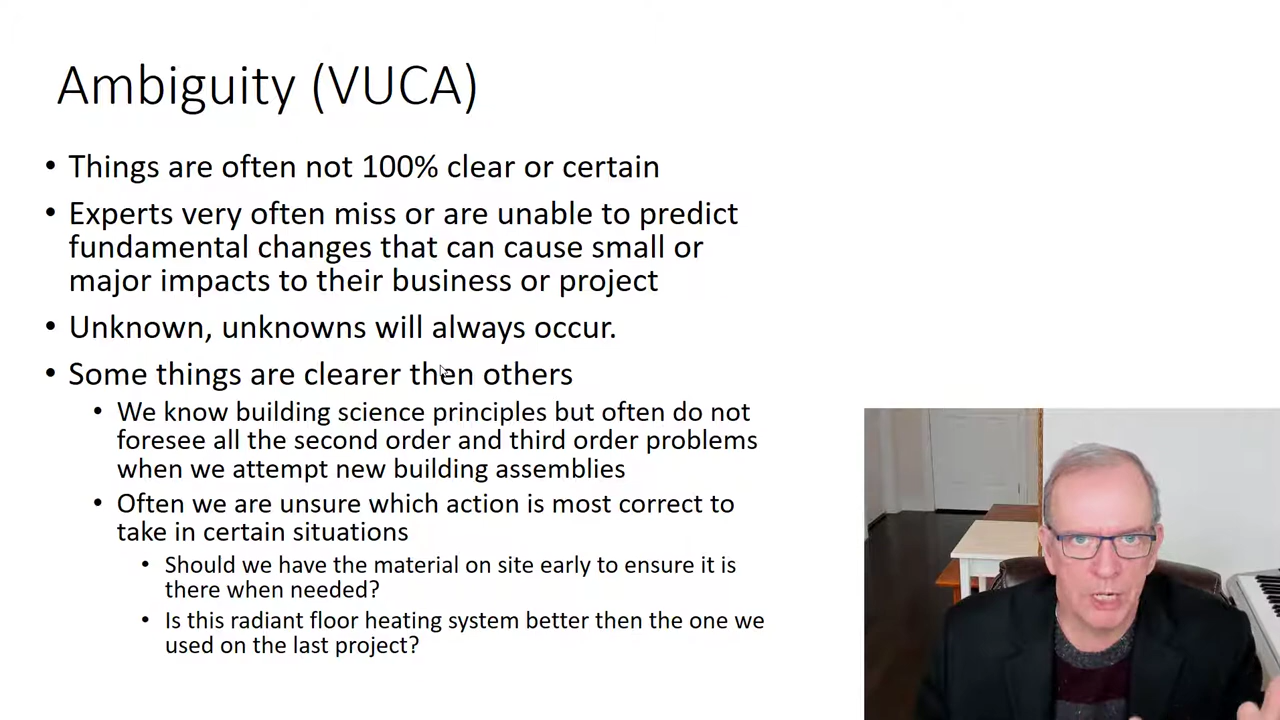 Ambiguity (VUCA)
• Things are often not 100% clear or certain
• Experts very often miss or are unable to predict
fundamental changes that can cause small or
major impacts to their business or project
• Unknown, unknowns will always occur.
• Some things are clearer then others
• We know building science principles but often do not
foresee all the second order and third order problems
when we attempt new building assemblies
• Often we are unsure which action is most correct to
take in certain situations
• Should we have the material on site early to ensure it is
there when needed?
• Is this radiant floor heating system better then the one we
used on the last project?